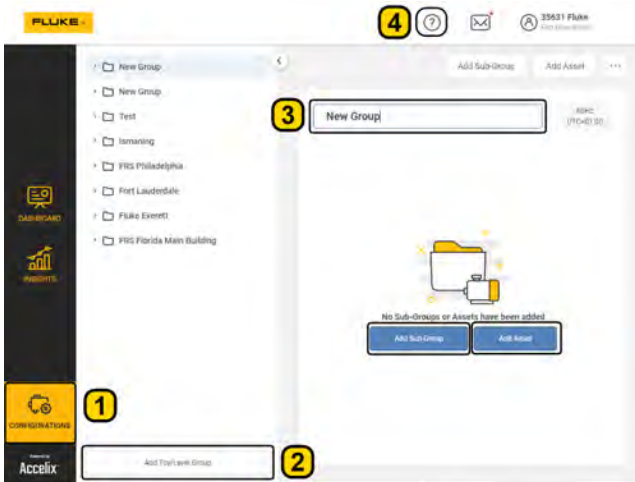 FLUKE
4
35631 Fluke
New Group
New Group
Test
Ismaning
FRS Philadelphia
Fort Lauderdale
Fluke Everett
FRS Florida Main Building
Add Sub-Group
Add Asset
3
New Group
DASHBOARD
INSIGHTS
No Sub-Groups or Assets have been added
Add Sub-Group
Add Asset
CONFIGURATIONS
1
Accelix
Add Top Level Group
2